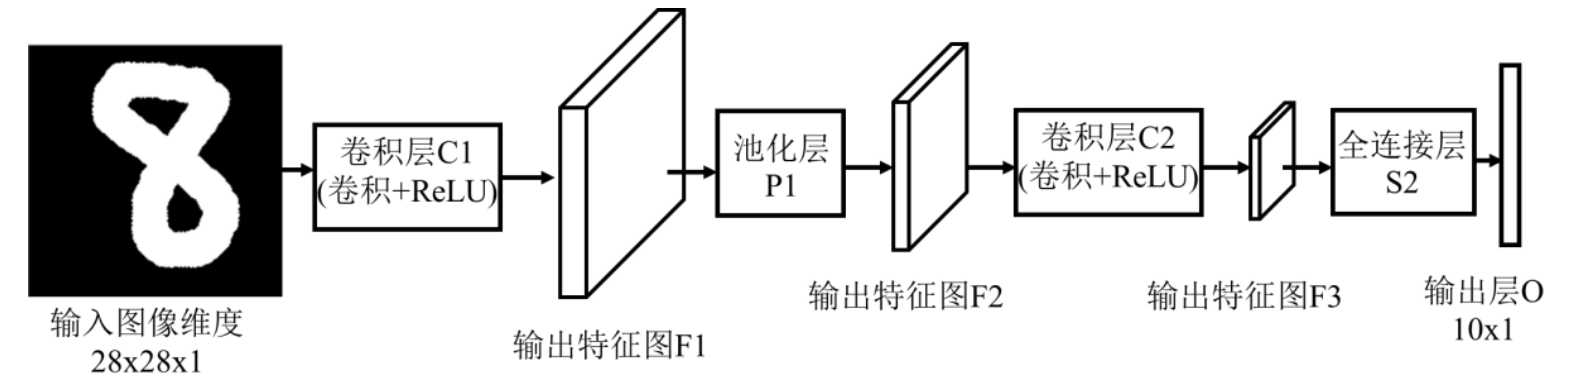 输入图像维度
28x28x1
卷积层C1
(卷积+ReLU)
输出特征图F1
池化层
P1
输出特征图F2
卷积层C2
(卷积+ReLU)
输出特征图F3
全连接层
S2
输出层O
10x1